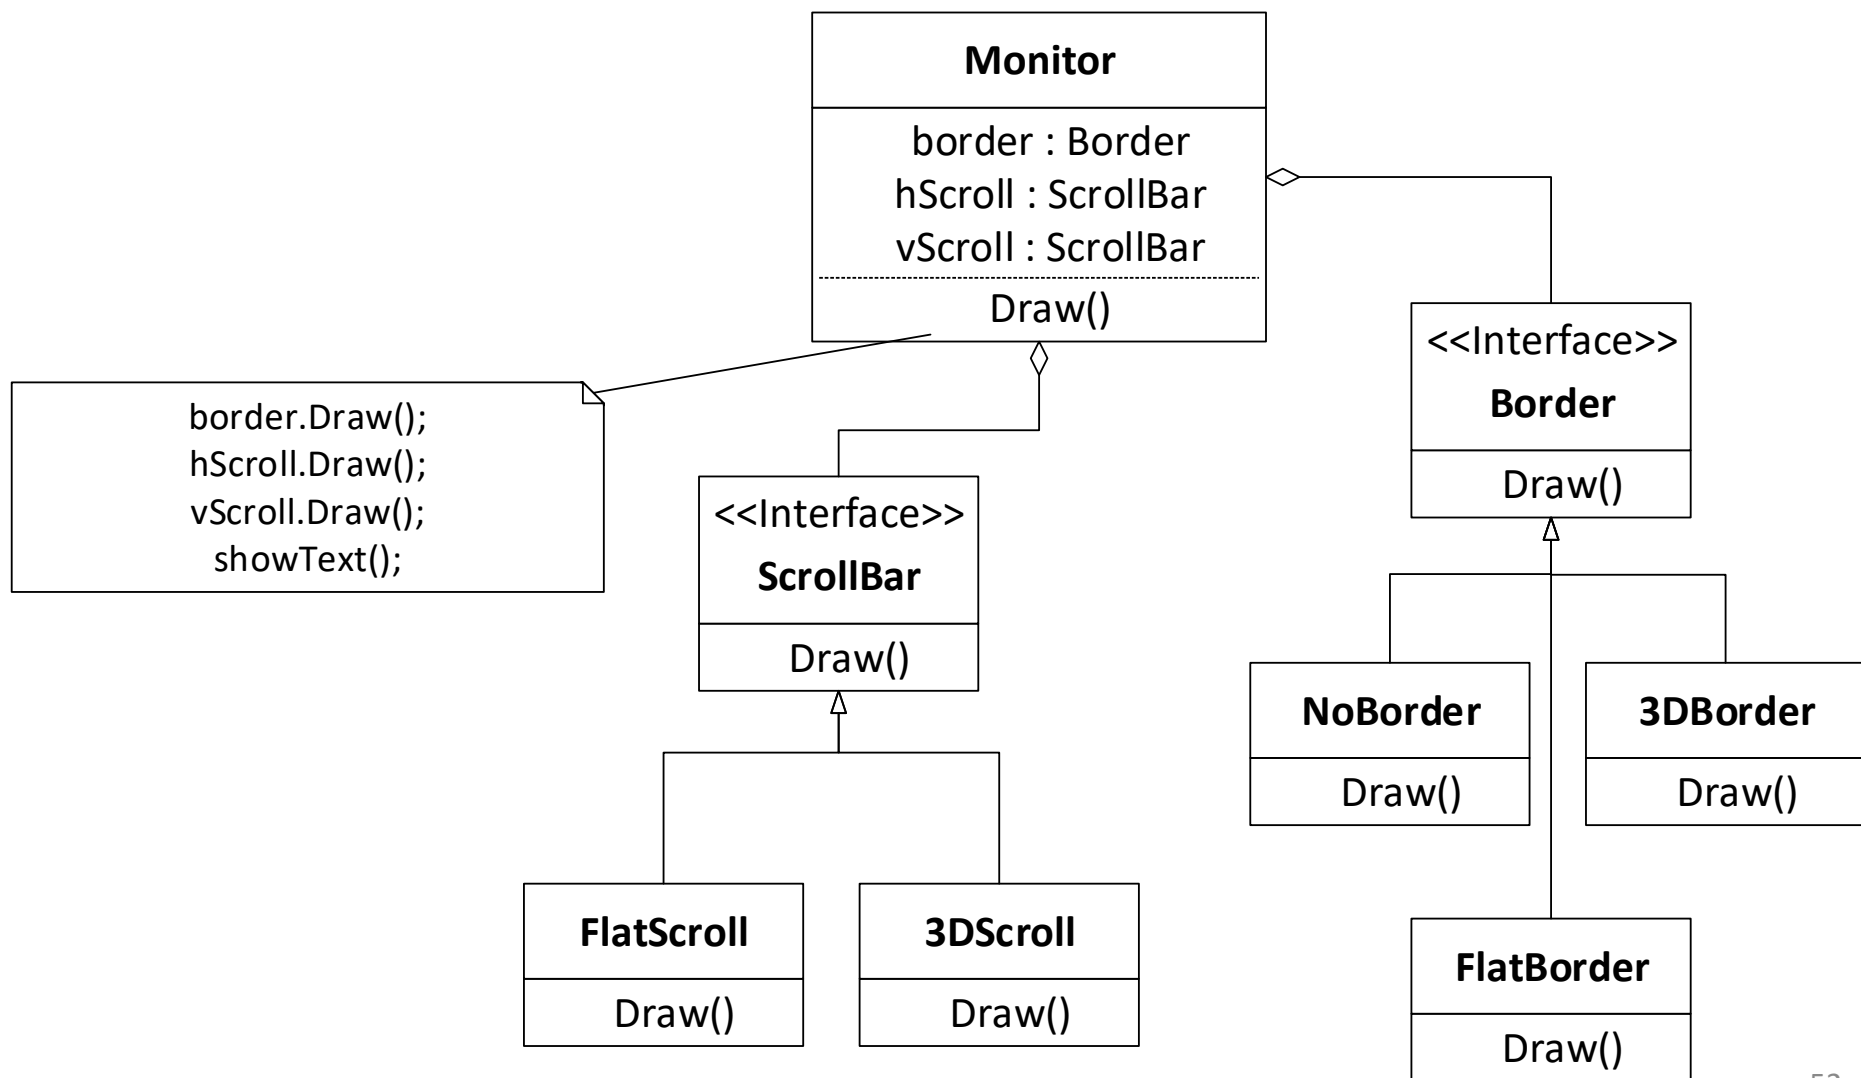 Monitor
border : Border
hScroll : ScrollBar
vScroll : ScrollBar
Draw()
border.Draw();
hScroll.Draw();
vScroll.Draw();
showText();
<<Interface>>
ScrollBar
Draw()
<<Interface>>
Border
Draw()
NoBorder
Draw()
3DBorder
Draw()
FlatScroll
Draw()
3DScroll
Draw()
FlatBorder
Draw()